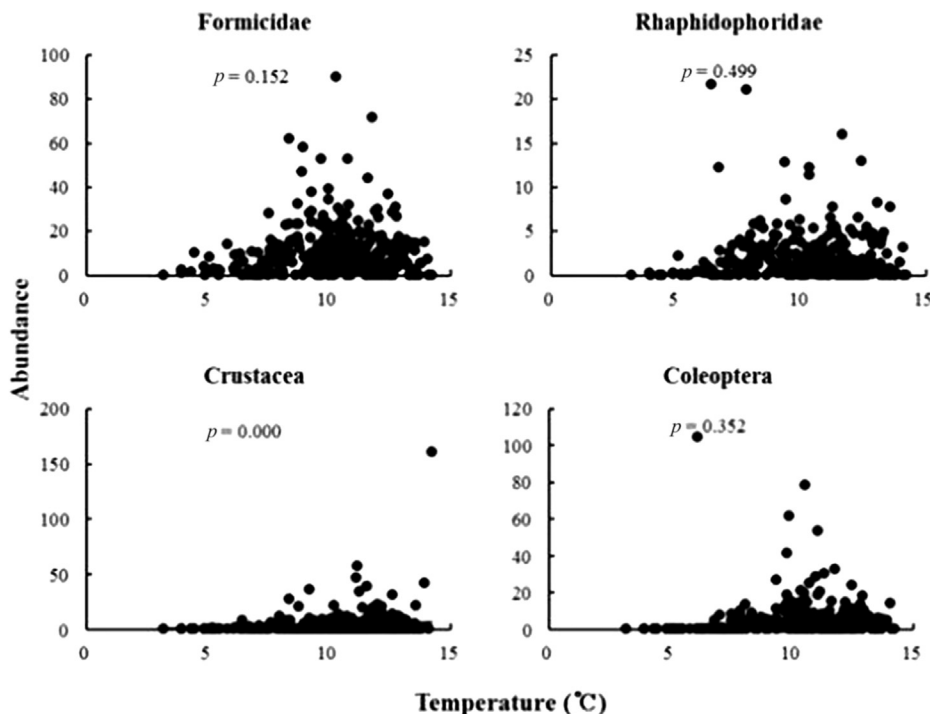 Formicidae
p = 0.152
100
80
60
40
20
0
0 5 10 15
Rhaphidophoridae
p = 0.499
25
20
15
10
5
0
0 5 10 15
Abundance
Crustacea
p = 0.000
200
150
100
50
0
0 5 10 15
Coleoptera
p = 0.352
120
100
80
60
40
20
0
0 5 10 15
Temperature (℃)